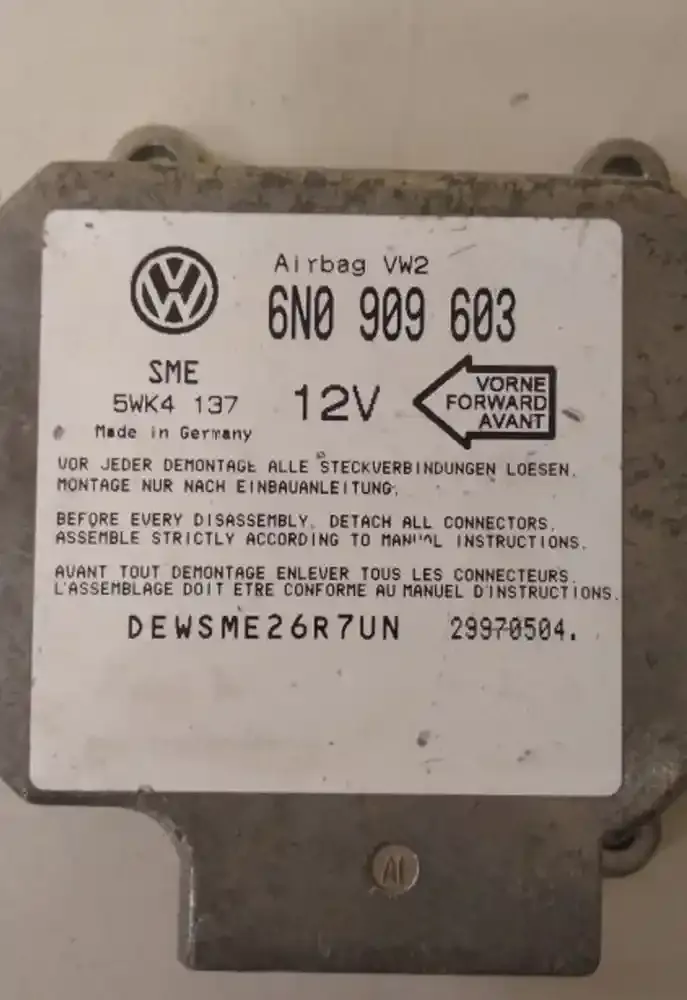 Airbag VW2
6N0 909 603
SME
5WK4 137
Made in Germany
12V
VORNE
FORWARD
AVANT
VOR JEDER DEMONTAGE ALLE STECKVERBINDUNGEN LOESEN.
MONTAGE NUR NACH EINBAUANLEITUNG.
BEFORE EVERY DISASSEMBLY, DETACH ALL CONNECTORS.
ASSEMBLE STRICTLY ACCORDING TO MANUAL INSTRUCTIONS.
AVANT TOUT DEMONTAGE ENLEVER TOUS LES CONNECTEURS.
L'ASSEMBLAGE DOIT ETRE CONFORME AU MANUEL D'INSTRUCTIONS.
DEWSME26R7UN 29970504.
AI